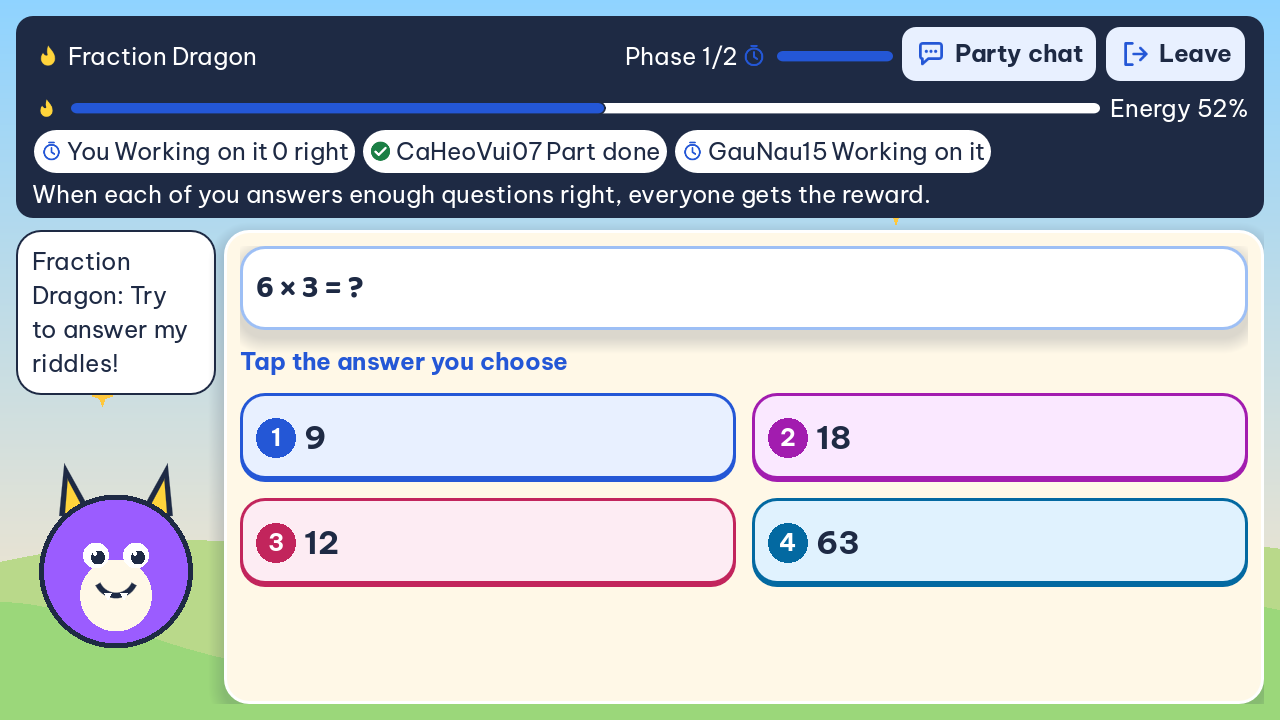 Fraction Dragon
Phase 1/2
Party chat
Leave
Energy 52%
You Working on it 0 right
CaHeoVui07 Part done
GauNau15 Working on it
When each of you answers enough questions right, everyone gets the reward.
Fraction
Dragon: Try
to answer my
riddles!
6 × 3 = ?
Tap the answer you choose
1 9
2 18
3 12
4 63